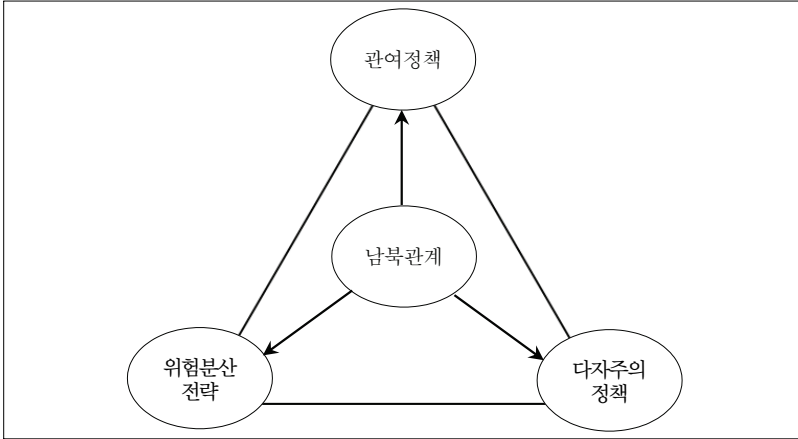 관여정책
남북관계
위험분산
전략
다자주의
정책